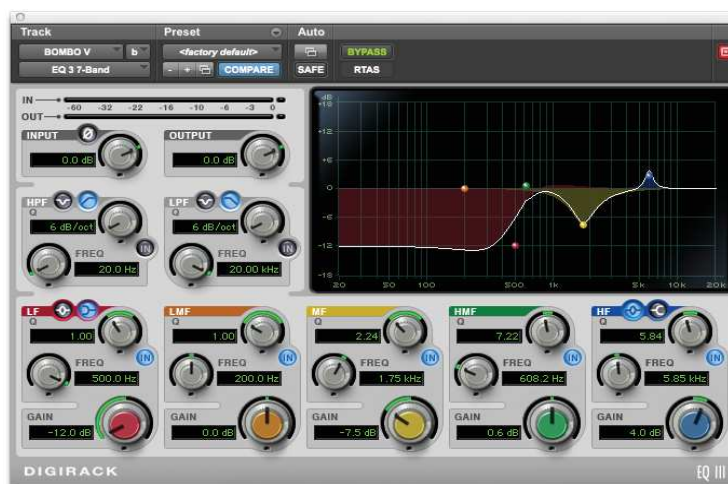 Track Preset Auto
BOMBO V b <factory default> BYPASS
EQ 3 7-Band - + COMPARE SAFE RTAS
IN
-60 -32 -22 -16 -10 -6 -3 0
OUT
INPUT Ø OUTPUT
0.0 dB 0.0 dB
HPF LPF
Q Q
6 dB/oct 6 dB/oct
FREQ IN FREQ IN
20.0 Hz 20.00 kHz
dB
+18
+12
+6
0
-6
-12
-18
20 50 100 200 500 1k 2k 5k 10k 20k
LF LMF MF HMF HF
Q Q Q Q Q
1.00 1.00 2.24 7.22 5.84
FREQ IN FREQ IN FREQ IN FREQ IN FREQ IN
500.0 Hz 200.0 Hz 1.75 kHz 608.2 Hz 5.85 kHz
GAIN GAIN GAIN GAIN GAIN
-12.0 dB 0.0 dB -7.5 dB 0.6 dB 4.0 dB
DIGIRACK EQ III